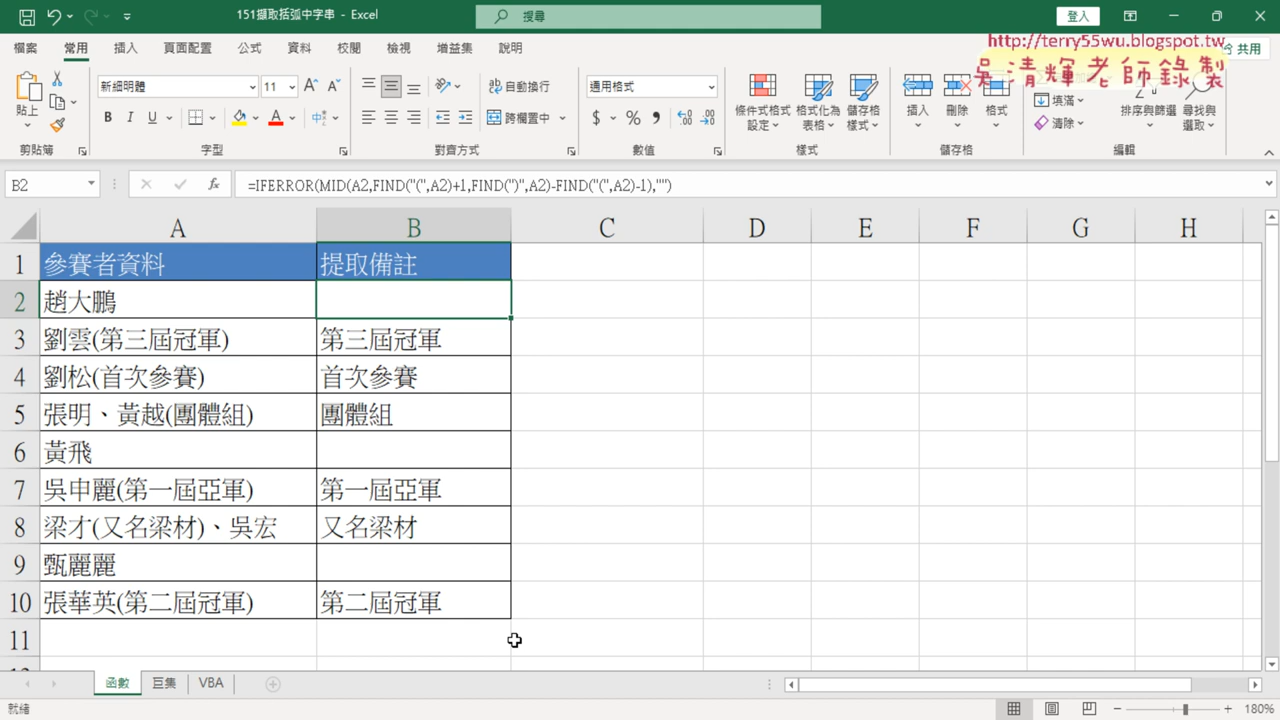 151擷取括弧中字串 - Excel
搜尋
登入
http://terry55wu.blogspot.tw
吳清輝老師錄製
檔案 常用 插入 頁面配置 公式 資料 校閱 檢視 增益集 說明 共用
貼上
新細明體 11
自動換行
跨欄置中
通用格式
條件式格式設定
格式化為表格
儲存格樣式
插入 刪除 格式
填滿
清除
排序與篩選
尋找與選取
剪貼簿 字型 對齊方式 數值 樣式 儲存格 編輯
B2
=IFERROR(MID(A2,FIND("(",A2)+1,FIND(")",A2)-FIND("(",A2)-1),"")
A B C D E F G H
1 參賽者資料 提取備註
2 趙大鵬
3 劉雲(第三屆冠軍) 第三屆冠軍
4 劉松(首次參賽) 首次參賽
5 張明、黃越(團體組) 團體組
6 黃飛
7 吳申麗(第一屆亞軍) 第一屆亞軍
8 梁才(又名梁材)、吳宏 又名梁材
9 甄麗麗
10 張華英(第二屆冠軍) 第二屆冠軍
11
函數 巨集 VBA
就緒
180%